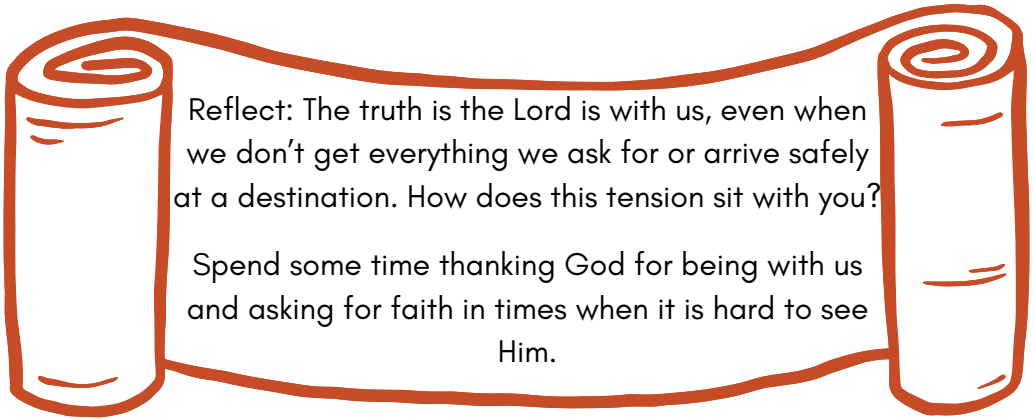 Reflect: The truth is the Lord is with us, even when
we don’t get everything we ask for or arrive safely
at a destination. How does this tension sit with you?
Spend some time thanking God for being with us
and asking for faith in times when it is hard to see
Him.